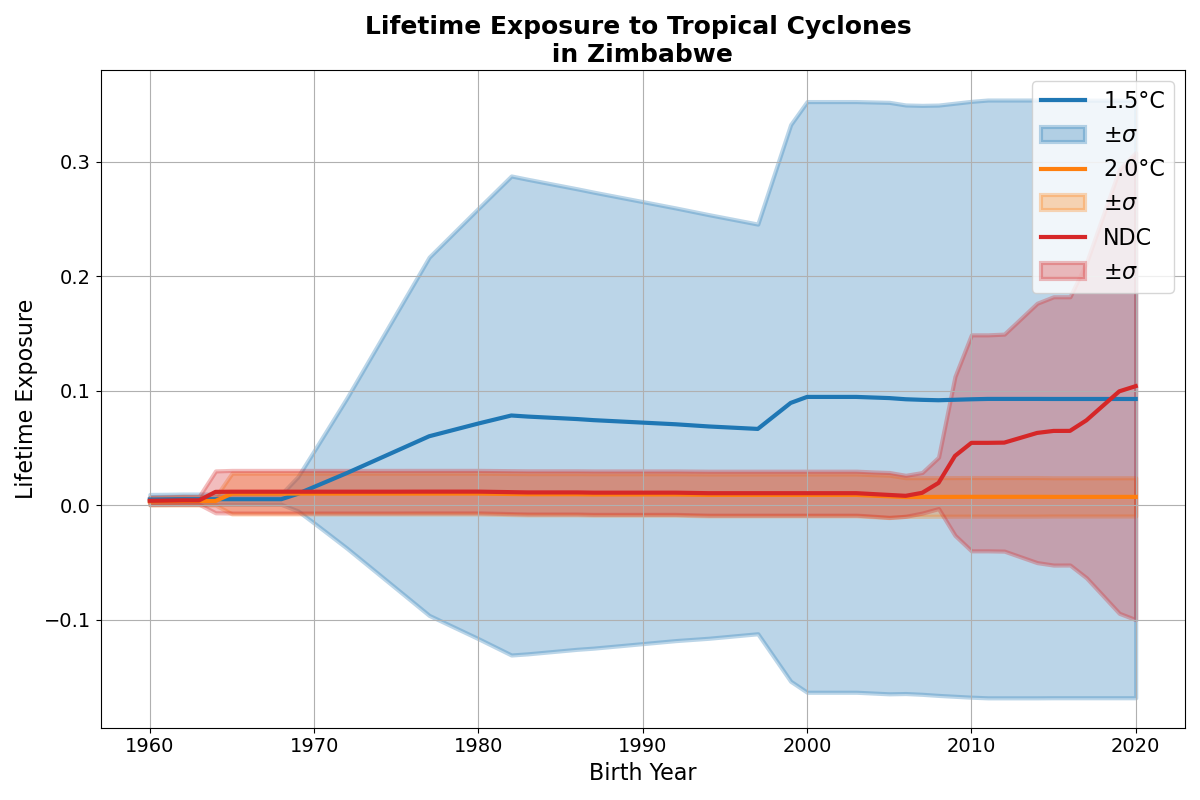 Lifetime Exposure to Tropical Cyclones
in Zimbabwe
1.5°C
±σ
2.0°C
±σ
NDC
±σ
0.3
0.2
0.1
0.0
−0.1
Lifetime Exposure
1960 1970 1980 1990 2000 2010 2020
Birth Year